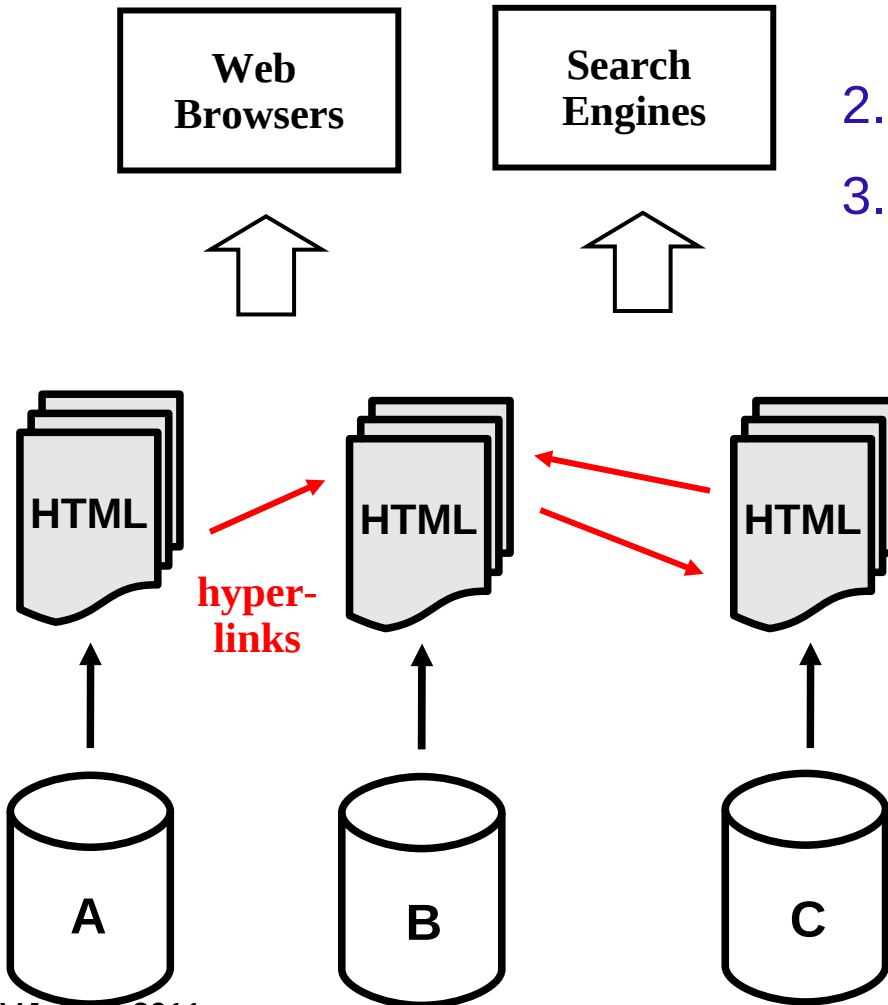 Web
Browsers
Search
Engines
2.
3.
HTML
HTML
HTML
hyper-
links
A
B
C